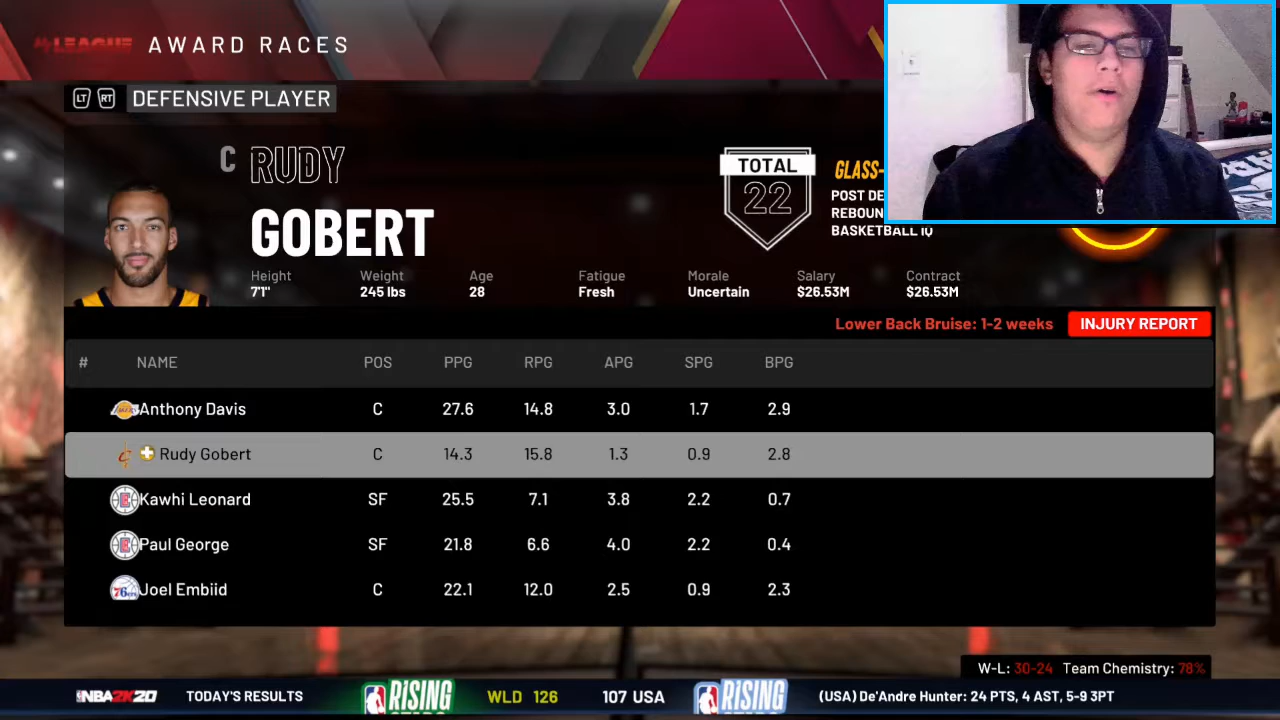 MyLEAGUE AWARD RACES
LT RT DEFENSIVE PLAYER
C RUDY
GOBERT
TOTAL
22
GLASS-
POST DE
REBOUN
BASKETBALL IQ
Height Weight Age Fatigue Morale Salary Contract
7'1" 245 lbs 28 Fresh Uncertain $26.53M $26.53M
Lower Back Bruise: 1-2 weeks INJURY REPORT
# NAME POS PPG RPG APG SPG BPG
Anthony Davis C 27.6 14.8 3.0 1.7 2.9
Rudy Gobert C 14.3 15.8 1.3 0.9 2.8
Kawhi Leonard SF 25.5 7.1 3.8 2.2 0.7
Paul George SF 21.8 6.6 4.0 2.2 0.4
76ers Joel Embiid C 22.1 12.0 2.5 0.9 2.3
W-L: 30-24 Team Chemistry: 78%
NBA2K20 TODAY'S RESULTS RISING STARS WLD 126 107 USA RISING (USA) De'Andre Hunter: 24 PTS, 4 AST, 5-9 3PT